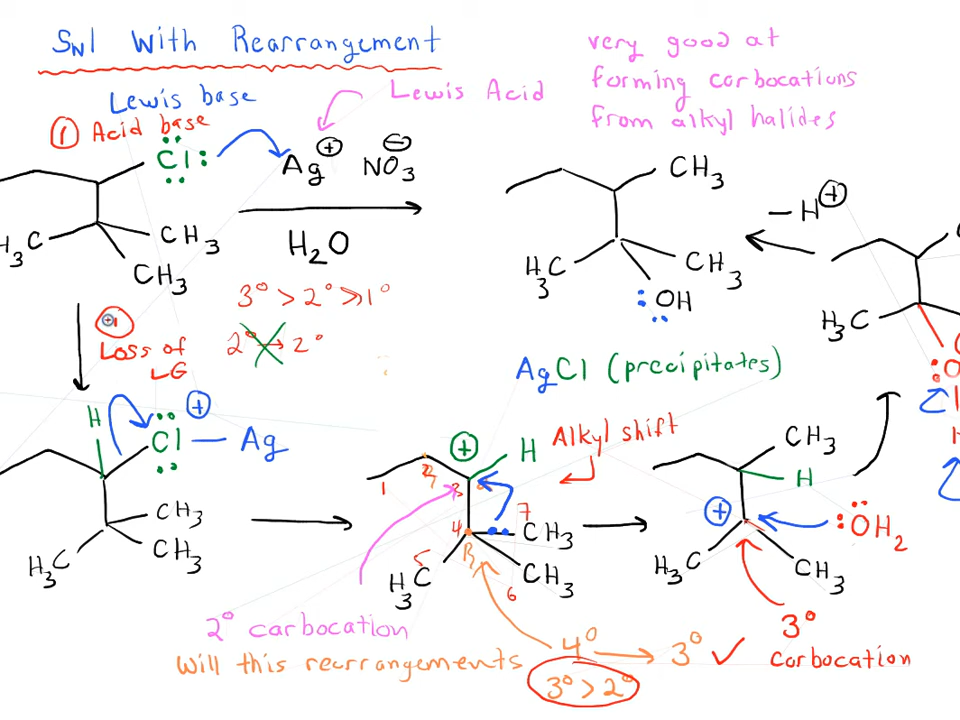 SN1 With Rearrangement
very good at
forming carbocations
from alkyl halides
Lewis base
Lewis Acid
① Acid base
Cl
Ag⊕ NO3⊖
H2O
H3C
CH3
CH3
CH3
H3C
CH3
OH
– H⊕
H3C
3° > 2° >> 1°
2° → 2°
Loss of
LG
AgCl (precipitates)
H
Cl – Ag
⊕
CH3
CH3
H3C
⊕
H
Alkyl shift
1
3
4
5
6
7
CH3
CH3
H3C
CH3
H
⊕
:ÖH2
H3C
CH3
2° carbocation
Will this rearrangements
4° → 3° ✓
3° > 2°
3°
carbocation